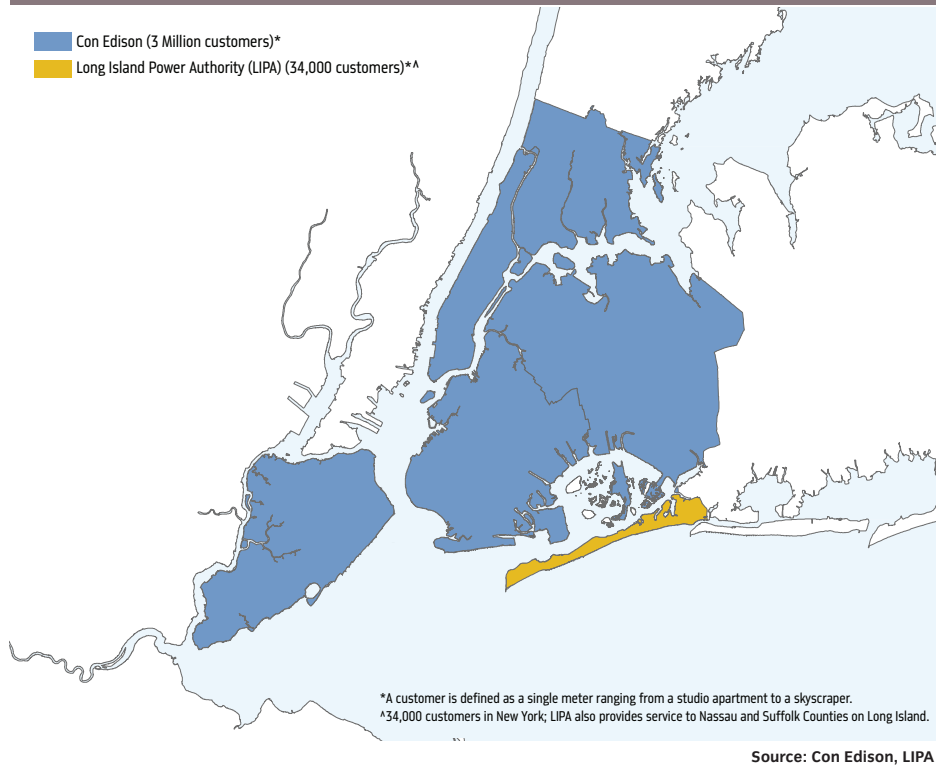 Con Edison (3 Million customers)*
Long Island Power Authority (LIPA) (34,000 customers)*^
*A customer is defined as a single meter ranging from a studio apartment to a skyscraper.
^34,000 customers in New York; LIPA also provides service to Nassau and Suffolk Counties on Long Island.
Source: Con Edison, LIPA